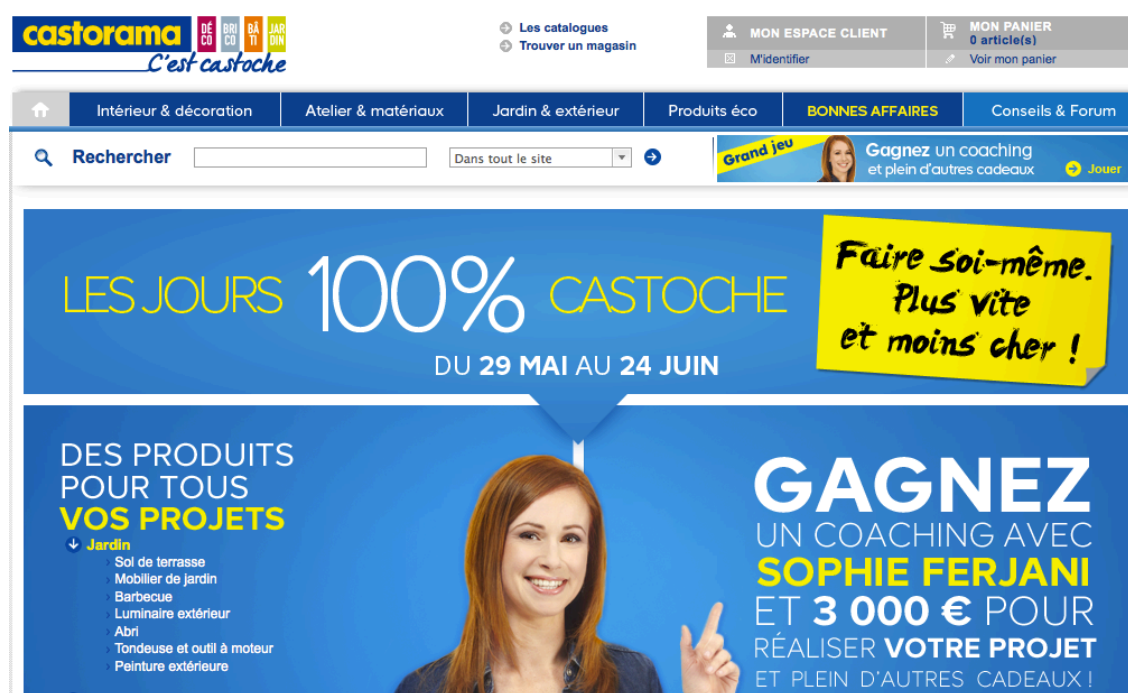 castorama
DÉ
CO
BRI
CO
BÂ
TI
JAR
DIN
C'est castoche
Les catalogues
Trouver un magasin
MON ESPACE CLIENT
M'identifier
MON PANIER
0 article(s)
Voir mon panier
Intérieur & décoration
Atelier & matériaux
Jardin & extérieur
Produits éco
BONNES AFFAIRES
Conseils & Forum
Rechercher
Dans tout le site
Grand jeu
Gagnez un coaching
et plein d'autres cadeaux
Jouer
LES JOURS 100% CASTOCHE
DU 29 MAI AU 24 JUIN
Faire soi-même.
Plus vite
et moins cher !
DES PRODUITS
POUR TOUS
VOS PROJETS
Jardin
Sol de terrasse
Mobilier de jardin
Barbecue
Luminaire extérieur
Abri
Tondeuse et outil à moteur
Peinture extérieure
GAGNEZ
UN COACHING AVEC
SOPHIE FERJANI
ET 3 000 € POUR
RÉALISER VOTRE PROJET
ET PLEIN D'AUTRES CADEAUX !